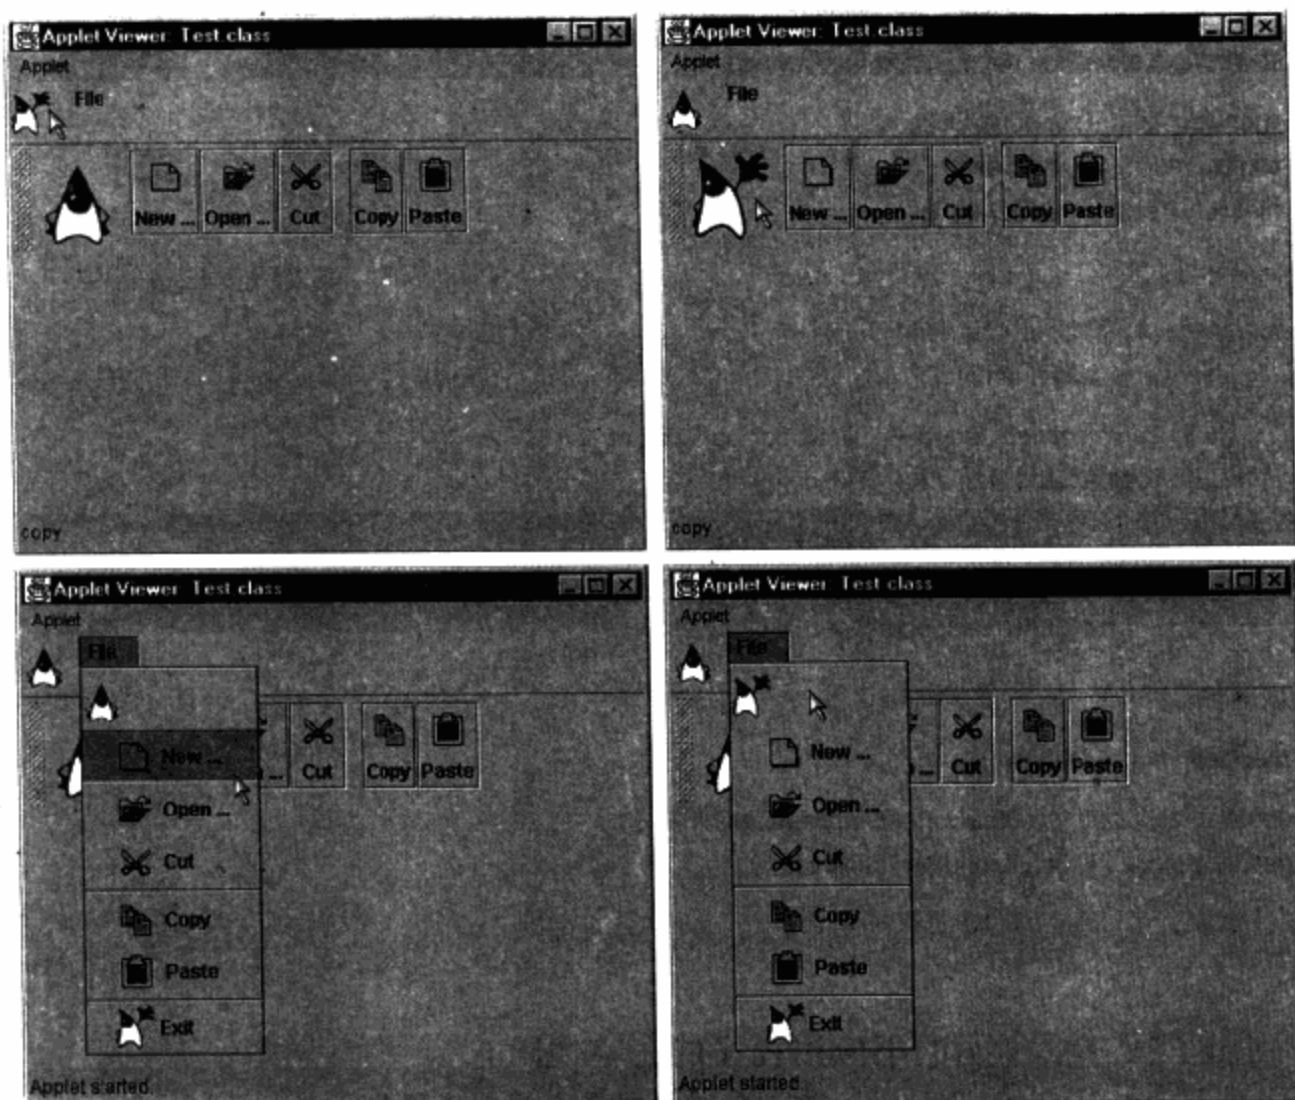 Applet Viewer: Test.class
Applet
File
New ... Open ... Cut Copy Paste
copy
Applet Viewer: Test.class
Applet
File
New ... Open ... Cut Copy Paste
copy
Applet Viewer: Test.class
Applet
File
... Cut Copy Paste
New ...
Open ...
Cut
Copy
Paste
Exit
Applet started.
Applet Viewer: Test.class
Applet
File
... Cut Copy Paste
New ...
Open ...
Cut
Copy
Paste
Exit
Applet started.